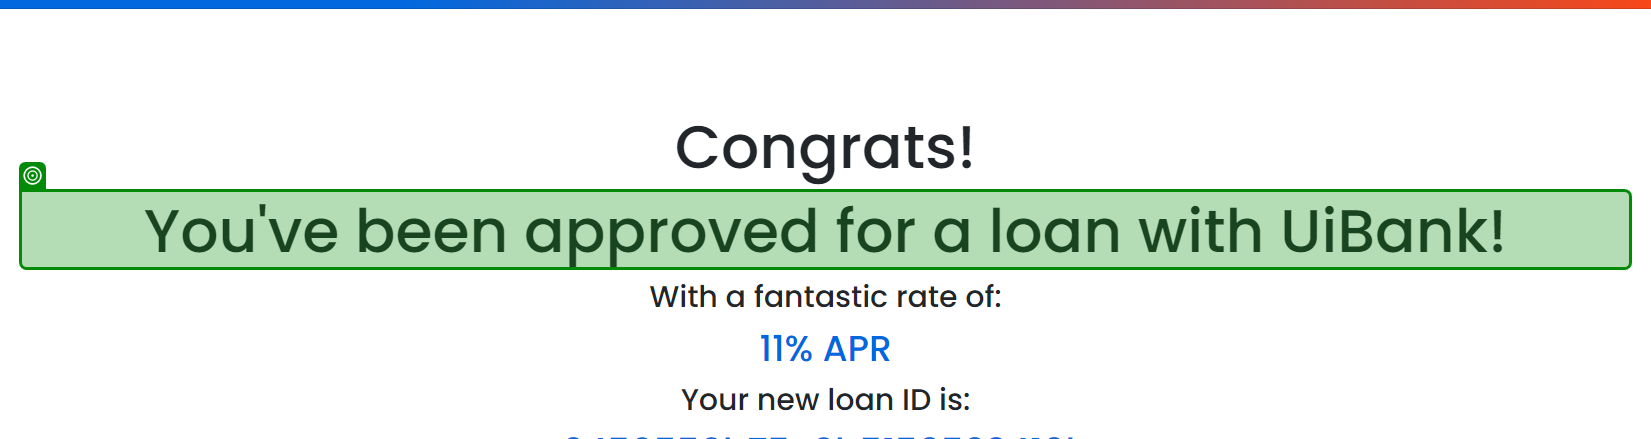 Congrats!
You've been approved for a loan with UiBank!
With a fantastic rate of:
11% APR
Your new loan ID is: